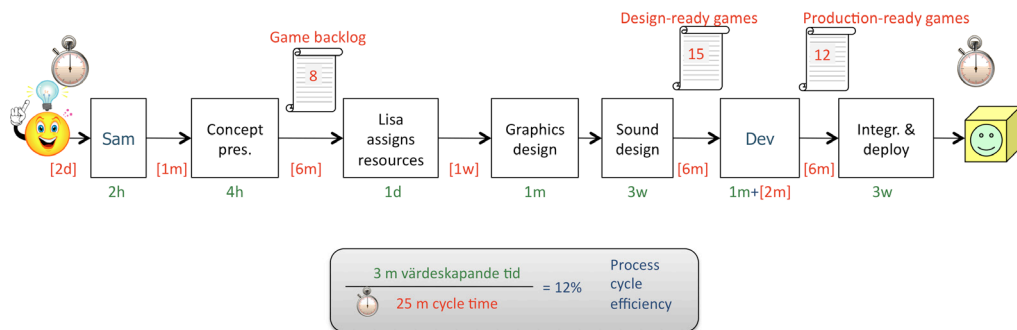 Design-ready games
Production-ready games
Game backlog
8
15
12
Sam
Concept
pres.
Lisa
assigns
resources
Graphics
design
Sound
design
Dev
Integr. &
deploy
[2d]
[1m]
[6m]
[1w]
[6m]
[6m]
2h
4h
1d
1m
3w
1m+[2m]
3w
3 m värdeskapande tid
25 m cycle time
= 12%
Process
cycle
efficiency